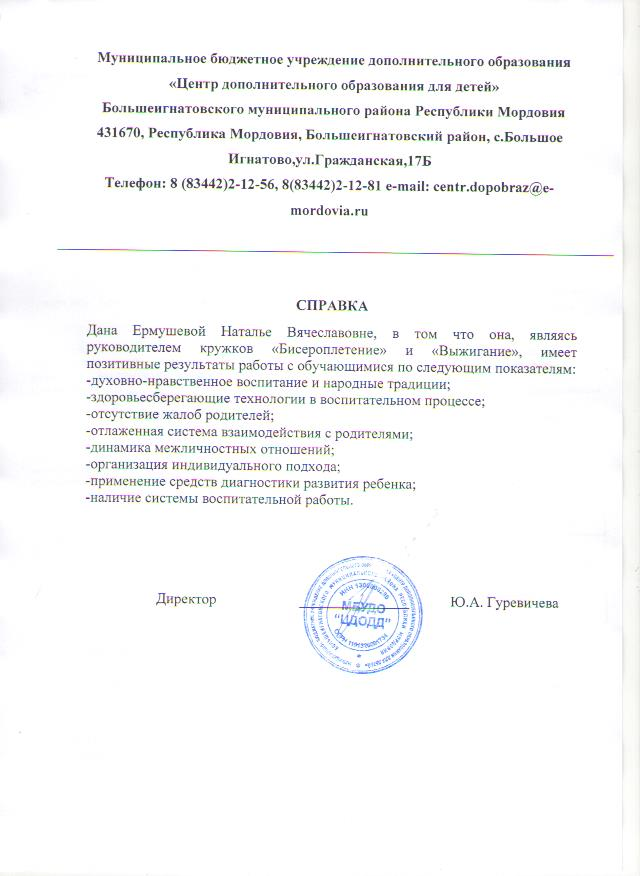 Муниципальное бюджетное учреждение дополнительного образования
«Центр дополнительного образования для детей»
Большеигнатовского муниципального района Республики Мордовия
431670, Республика Мордовия, Большеигнатовский район, с.Большое
Игнатово,ул.Гражданская,17Б
Телефон: 8 (83442)2-12-56, 8(83442)2-12-81 e-mail: centr.dopobraz@e-
mordovia.ru
СПРАВКА
Дана Ермушевой Наталье Вячеславовне, в том что она, являясь
руководителем кружков «Бисероплетение» и «Выжигание», имеет
позитивные результаты работы с обучающимися по следующим показателям:
-духовно-нравственное воспитание и народные традиции;
-здоровьесберегающие технологии в воспитательном процессе;
-отсутствие жалоб родителей;
-отлаженная система взаимодействия с родителями;
-динамика межличностных отношений;
-организация индивидуального подхода;
-применение средств диагностики развития ребенка;
-наличие системы воспитательной работы.
Директор
Ю.А. Гуревичева
МБУДО
"ЦДОДД"